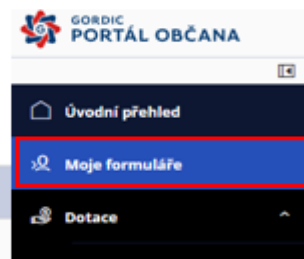 GORDIC
PORTÁL OBČANA
Úvodní přehled
Moje formuláře
Dotace